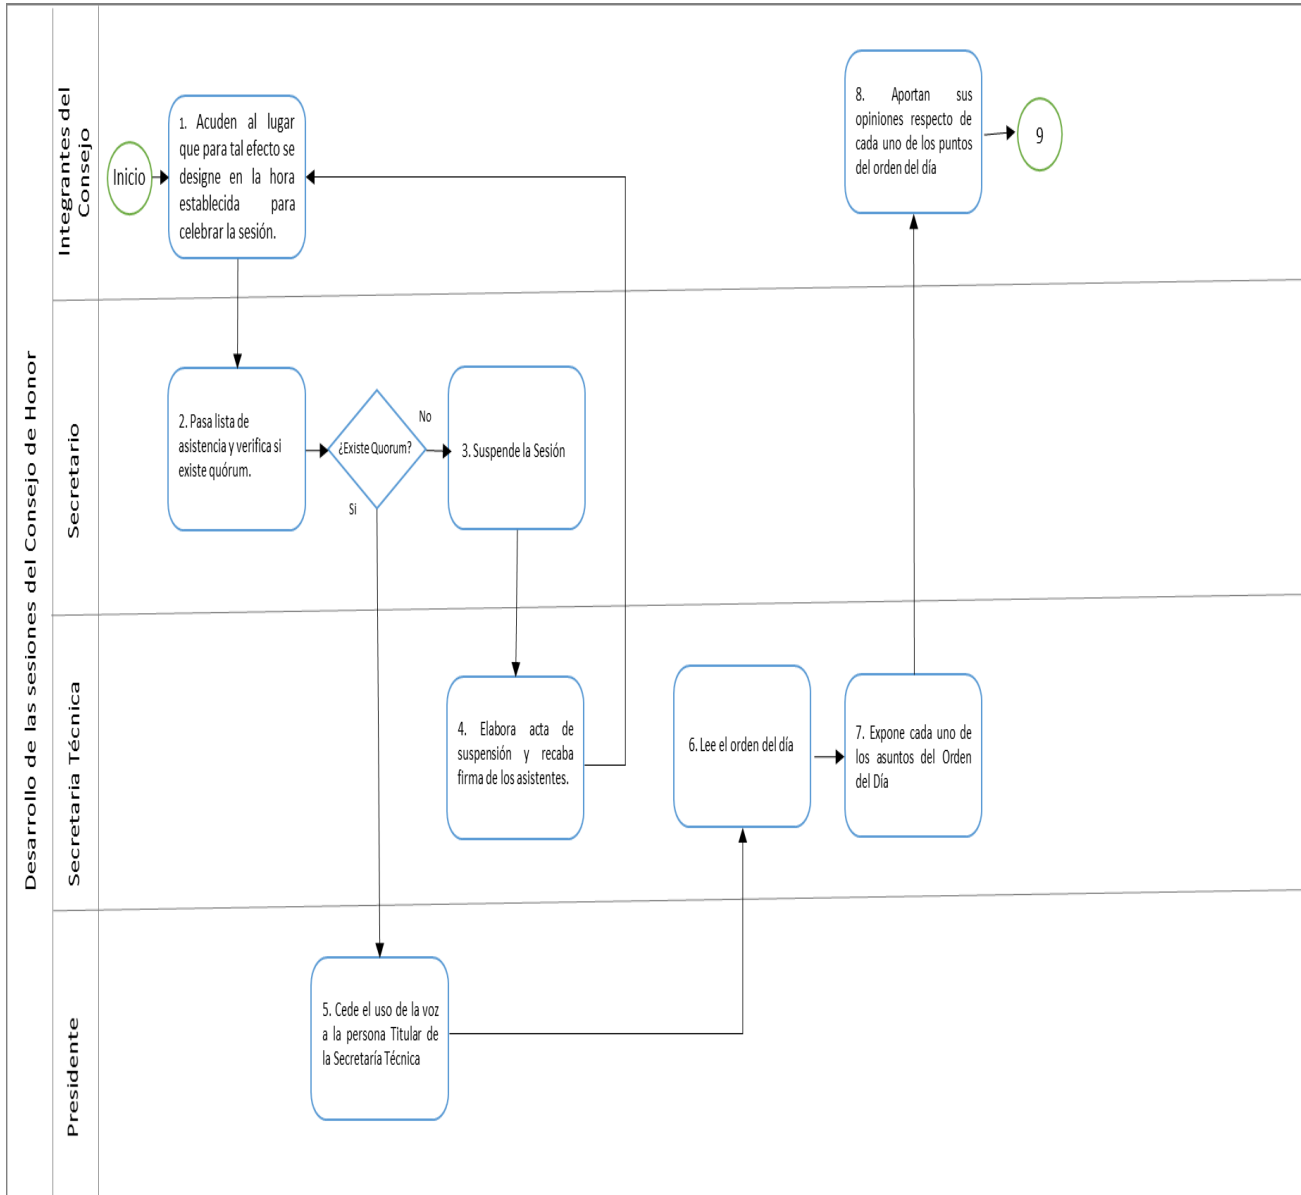 Desarrollo de las sesiones del Consejo de Honor
Integrantes del
Consejo
Inicio
1. Acuden al lugar
que para tal efecto se
designe en la hora
establecida para
celebrar la sesión.
8. Aportan sus
opiniones respecto de
cada uno de los puntos
del orden del día
9
Secretario
2. Pasa lista de
asistencia y verifica si
existe quórum.
¿Existe Quorum?
No
Si
3. Suspende la Sesión
Secretaria Técnica
4. Elabora acta de
suspensión y recaba
firma de los asistentes.
6. Lee el orden del día
7. Expone cada uno de
los asuntos del Orden
del Día
Presidente
5. Cede el uso de la voz
a la persona Titular de
la Secretaría Técnica